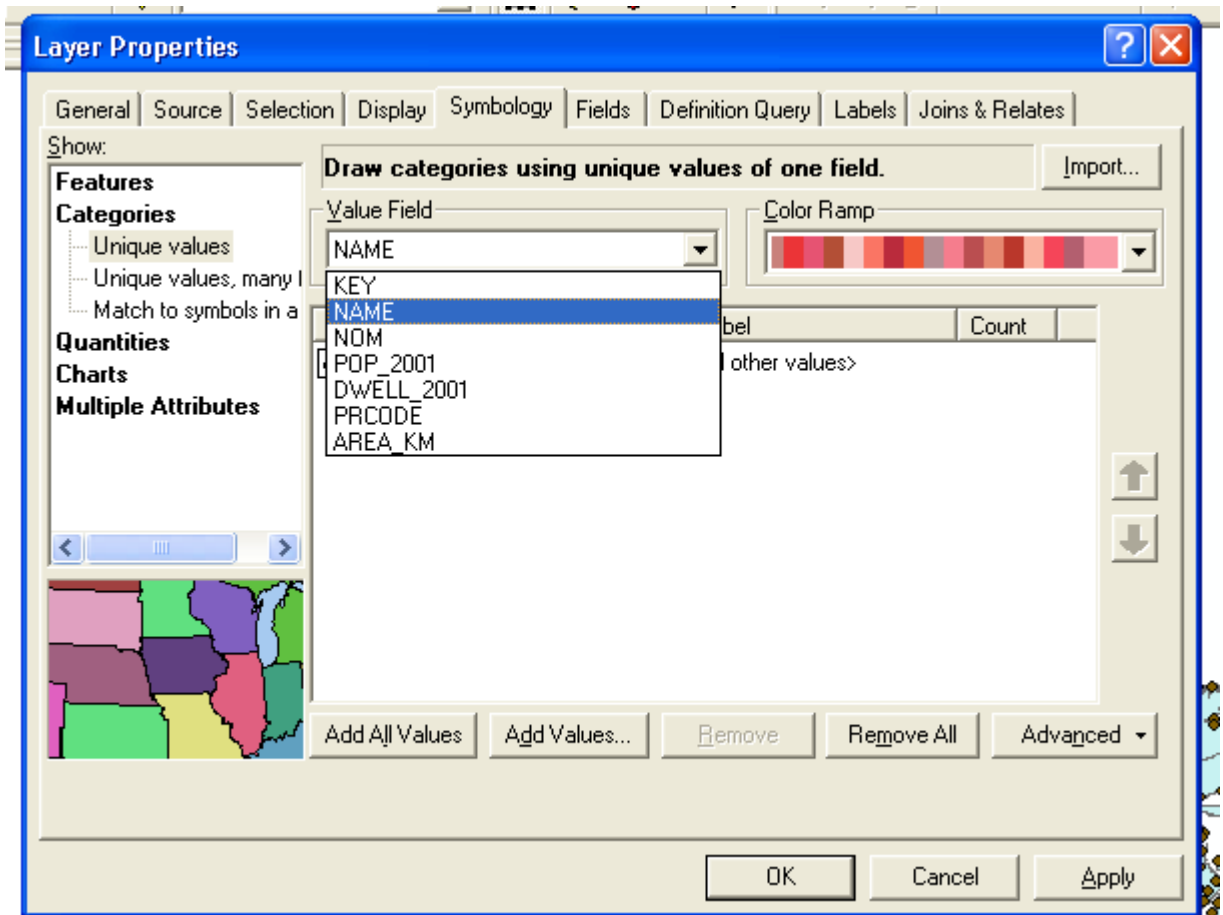 Layer Properties
General Source Selection Display Symbology Fields Definition Query Labels Joins & Relates
Show:
Features
Categories
Unique values
Unique values, many
Match to symbols in a
Quantities
Charts
Multiple Attributes
Draw categories using unique values of one field.
Import...
Value Field
NAME
KEY
NAME
NOM
POP_2001
DWELL_2001
PRCODE
AREA_KM
Color Ramp
bel Count
other values>
Add All Values Add Values... Remove Remove All Advanced
OK Cancel Apply